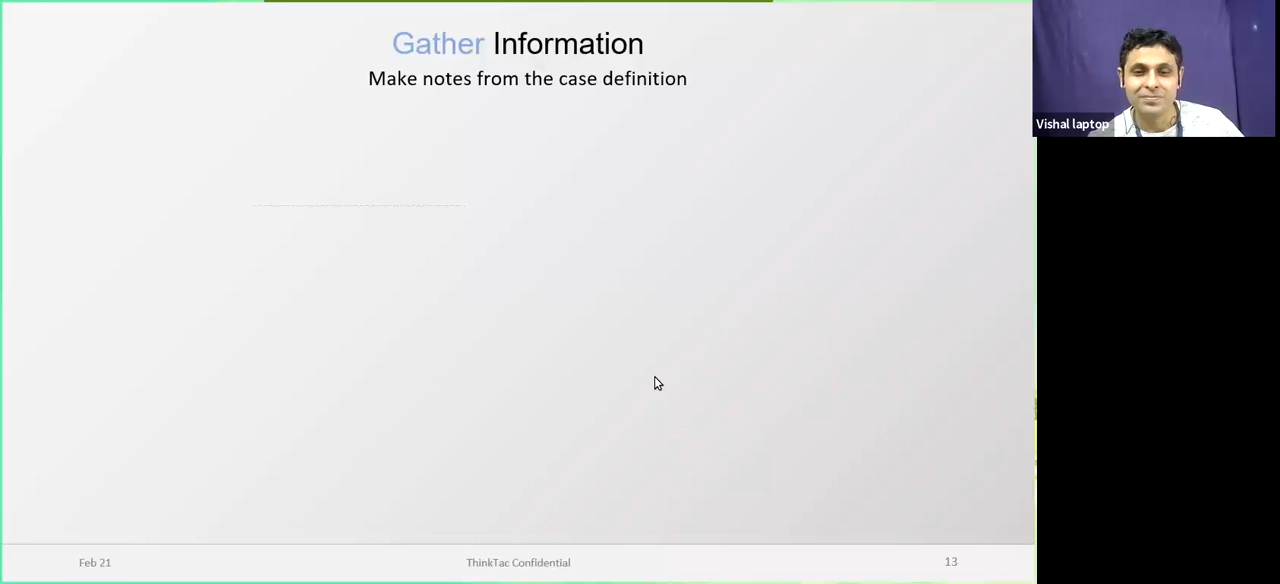 Gather Information
Make notes from the case definition
Vishal laptop
Feb 21
ThinkTac Confidential
13